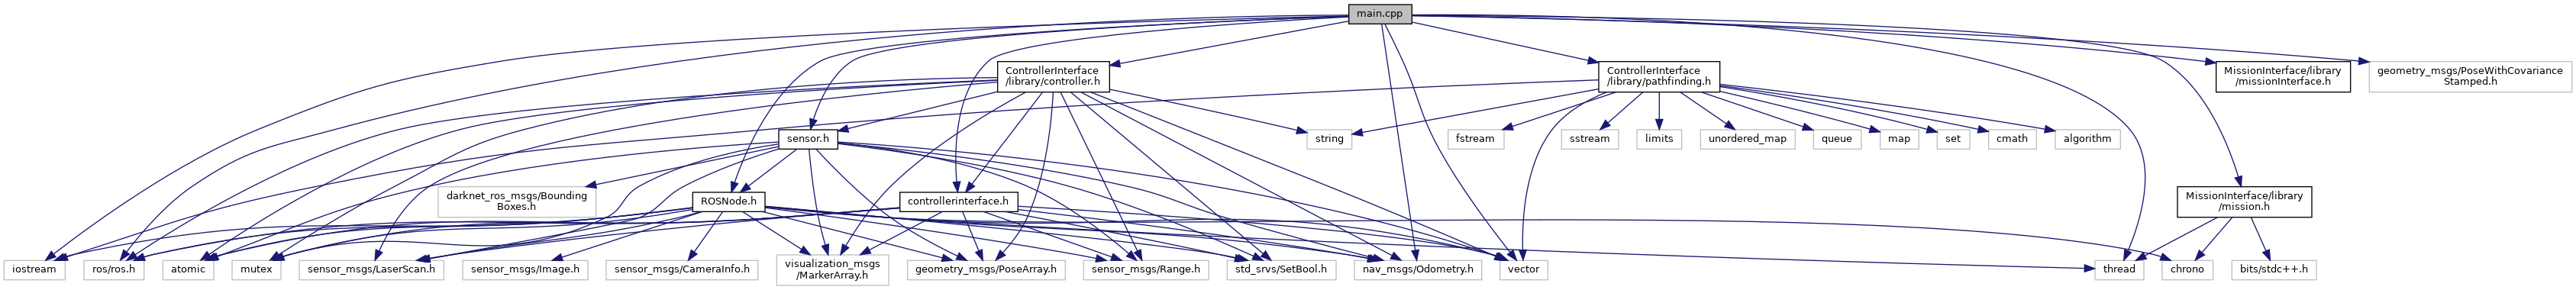 main.cpp
ControllerInterface
/library/controller.h
ControllerInterface
/library/pathfinding.h
MissionInterface/library
/missionInterface.h
geometry_msgs/PoseWithCovariance
Stamped.h
sensor.h
string
fstream
sstream
limits
unordered_map
queue
map
set
cmath
algorithm
darknet_ros_msgs/Bounding
Boxes.h
ROSNode.h
controllerinterface.h
MissionInterface/library
/mission.h
iostream
ros/ros.h
atomic
mutex
sensor_msgs/LaserScan.h
sensor_msgs/Image.h
sensor_msgs/CameraInfo.h
visualization_msgs
/MarkerArray.h
geometry_msgs/PoseArray.h
sensor_msgs/Range.h
std_srvs/SetBool.h
nav_msgs/Odometry.h
vector
thread
chrono
bits/stdc++.h